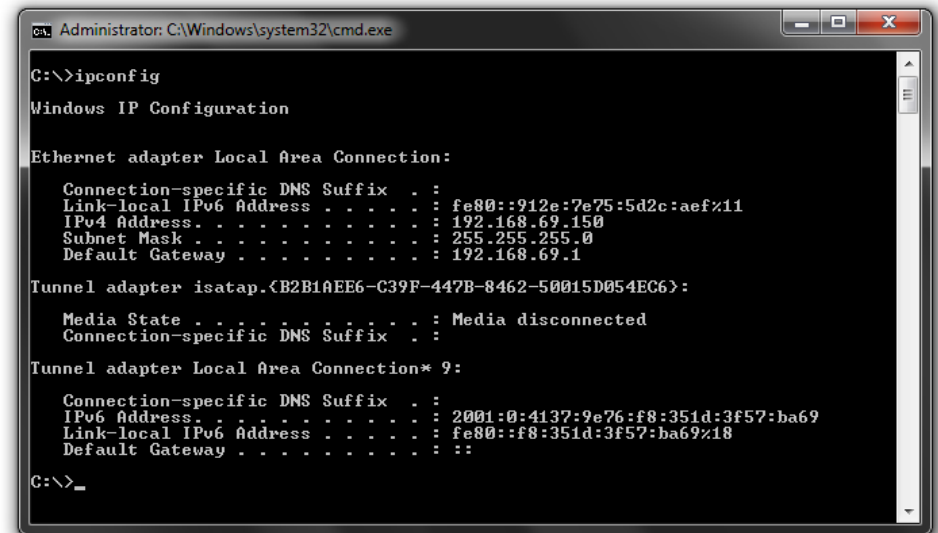 Administrator: C:\Windows\system32\cmd.exe
C:\>ipconfig
Windows IP Configuration
Ethernet adapter Local Area Connection:
Connection-specific DNS Suffix . :
Link-local IPv6 Address . . . . . : fe80::912e:7e75:5d2c:aef%11
IPv4 Address. . . . . . . . . . . : 192.168.69.150
Subnet Mask . . . . . . . . . . . : 255.255.255.0
Default Gateway . . . . . . . . . : 192.168.69.1
Tunnel adapter isatap.{B2B1AEE6-C39F-447B-8462-50015D054EC6}:
Media State . . . . . . . . . . . : Media disconnected
Connection-specific DNS Suffix . :
Tunnel adapter Local Area Connection* 9:
Connection-specific DNS Suffix . :
IPv6 Address. . . . . . . . . . . : 2001:0:4137:9e76:f8:351d:3f57:ba69
Link-local IPv6 Address . . . . . : fe80::f8:351d:3f57:ba69%18
Default Gateway . . . . . . . . . : ::
C:\>_